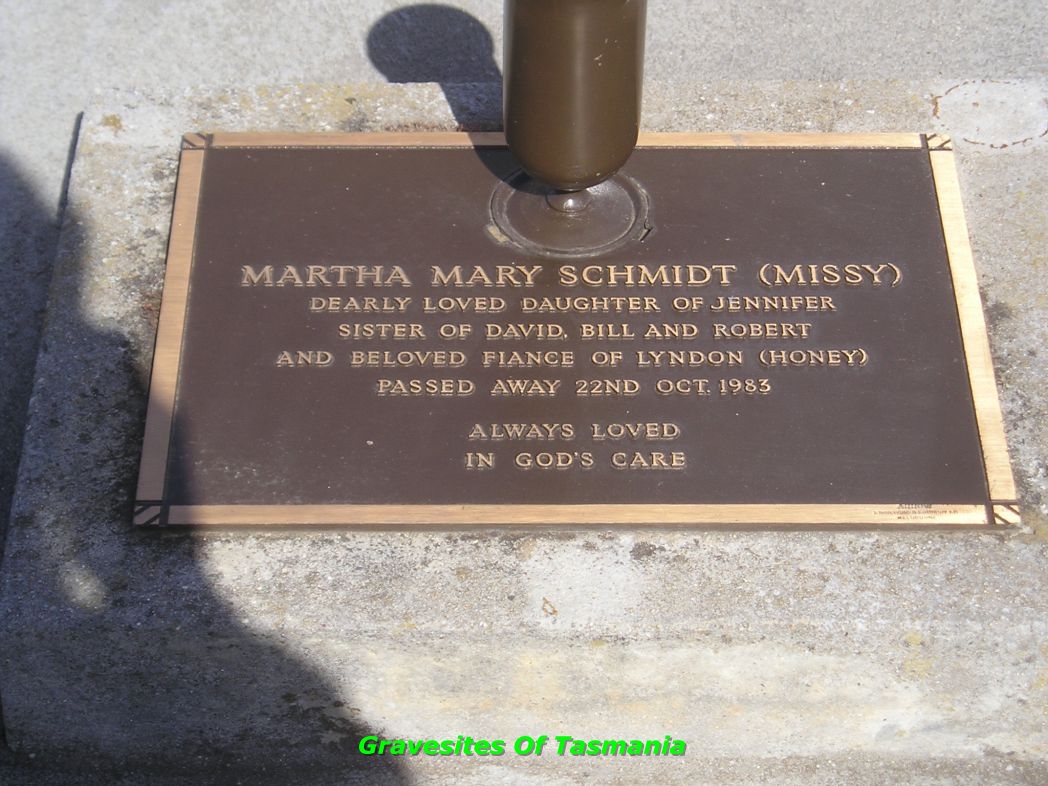 MARTHA MARY SCHMIDT (MISSY)
DEARLY LOVED DAUGHTER OF JENNIFER
SISTER OF DAVID, BILL AND ROBERT
AND BELOVED FIANCE OF LYNDON (HONEY)
PASSED AWAY 22ND OCT. 1983
ALWAYS LOVED
IN GOD'S CARE
Gravesites Of Tasmania